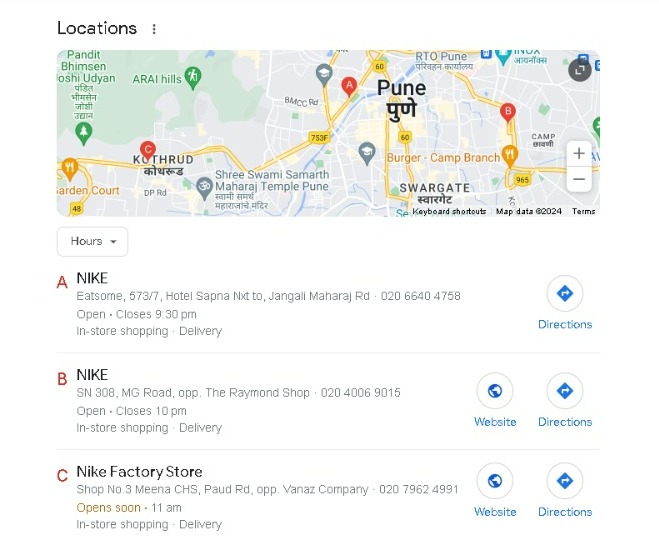 Locations
Pandit
Bhimsen
oshi Udyan
पंडित
भीमसेन
जोशी
उद्यान
ARAI hills
BMCC Rd
60
RTO Pune
परिवहन कार्यालय
INOX
आयनॉक्स
A
Pune
पुणे
B
753F
60
CAMP
छावणी
C
KOTHRUD
कोथरूड
Burger - Camp Branch
Shree Swami Samarth
Maharaj Temple Pune
स्वामी समर्थ
महाराजांचे मंदिर
arden Court
DP Rd
48
SWARGATE
स्वारगेट
965
+
−
Keyboard shortcuts Map data ©2024 Terms
Hours
A NIKE
Eatsome, 573/7, Hotel Sapna Nxt to, Jangali Maharaj Rd · 020 6640 4758
Open · Closes 9:30 pm
In-store shopping · Delivery
Directions
B NIKE
SN 308, MG Road, opp. The Raymond Shop · 020 4006 9015
Open · Closes 10 pm
In-store shopping · Delivery
Website Directions
C Nike Factory Store
Shop No.3 Meena CHS, Paud Rd, opp. Vanaz Company · 020 7962 4991
Opens soon · 11 am
In-store shopping · Delivery
Website Directions